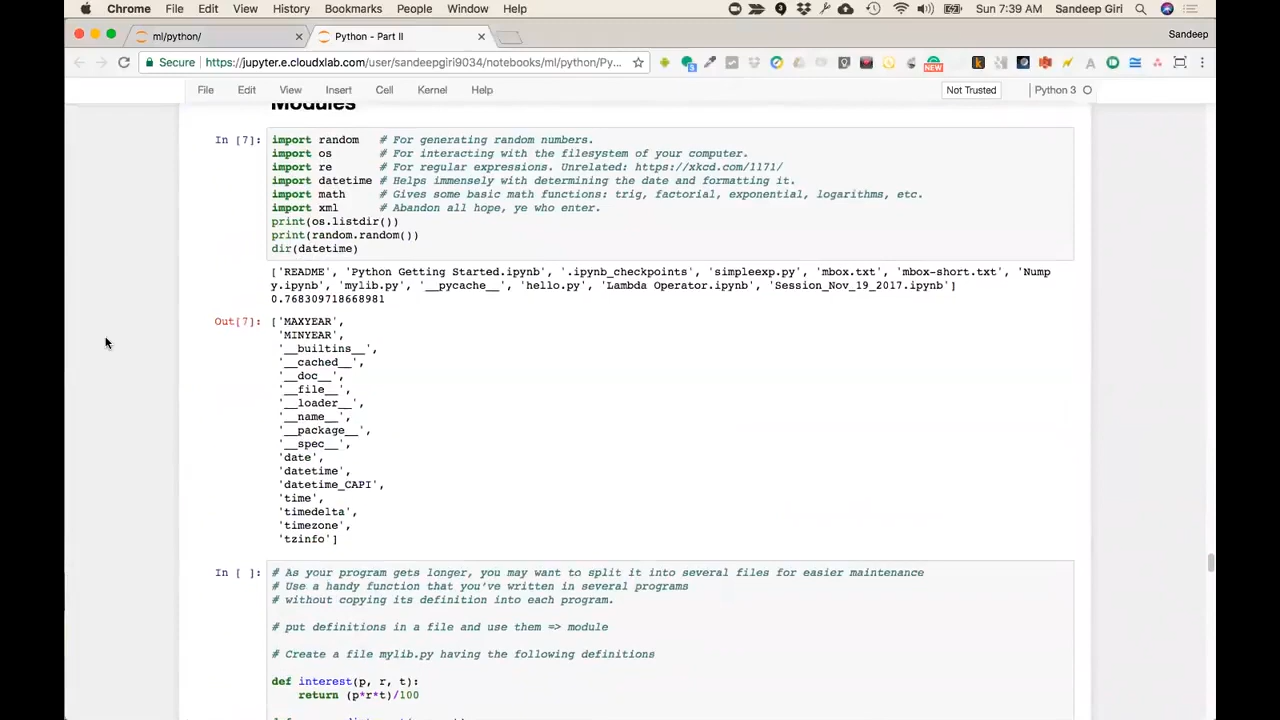 Chrome File Edit View History Bookmarks People Window Help Sun 7:39 AM Sandeep Giri
ml/python/ Python - Part II Sandeep
Secure https://jupyter.e.cloudxlab.com/user/sandeepgiri9034/notebooks/ml/python/Py...
NEW
File Edit View Insert Cell Kernel Help Not Trusted Python 3
Modules
In [7]: import random # For generating random numbers.
import os # For interacting with the filesystem of your computer.
import re # For regular expressions. Unrelated: https://xkcd.com/1171/
import datetime # Helps immensely with determining the date and formatting it.
import math # Gives some basic math functions: trig, factorial, exponential, logarithms, etc.
import xml # Abandon all hope, ye who enter.
print(os.listdir())
print(random.random())
dir(datetime)
['README', 'Python Getting Started.ipynb', '.ipynb_checkpoints', 'simpleexp.py', 'mbox.txt', 'mbox-short.txt', 'Nump
y.ipynb', 'mylib.py', '__pycache__', 'hello.py', 'Lambda Operator.ipynb', 'Session_Nov_19_2017.ipynb']
0.768309718668981
Out[7]: ['MAXYEAR',
'MINYEAR',
'__builtins__',
'__cached__',
'__doc__',
'__file__',
'__loader__',
'__name__',
'__package__',
'__spec__',
'date',
'datetime',
'datetime_CAPI',
'time',
'timedelta',
'timezone',
'tzinfo']
In [ ]: # As your program gets longer, you may want to split it into several files for easier maintenance
# Use a handy function that you've written in several programs
# without copying its definition into each program.
# put definitions in a file and use them => module
# Create a file mylib.py having the following definitions
def interest(p, r, t):
return (p*r*t)/100